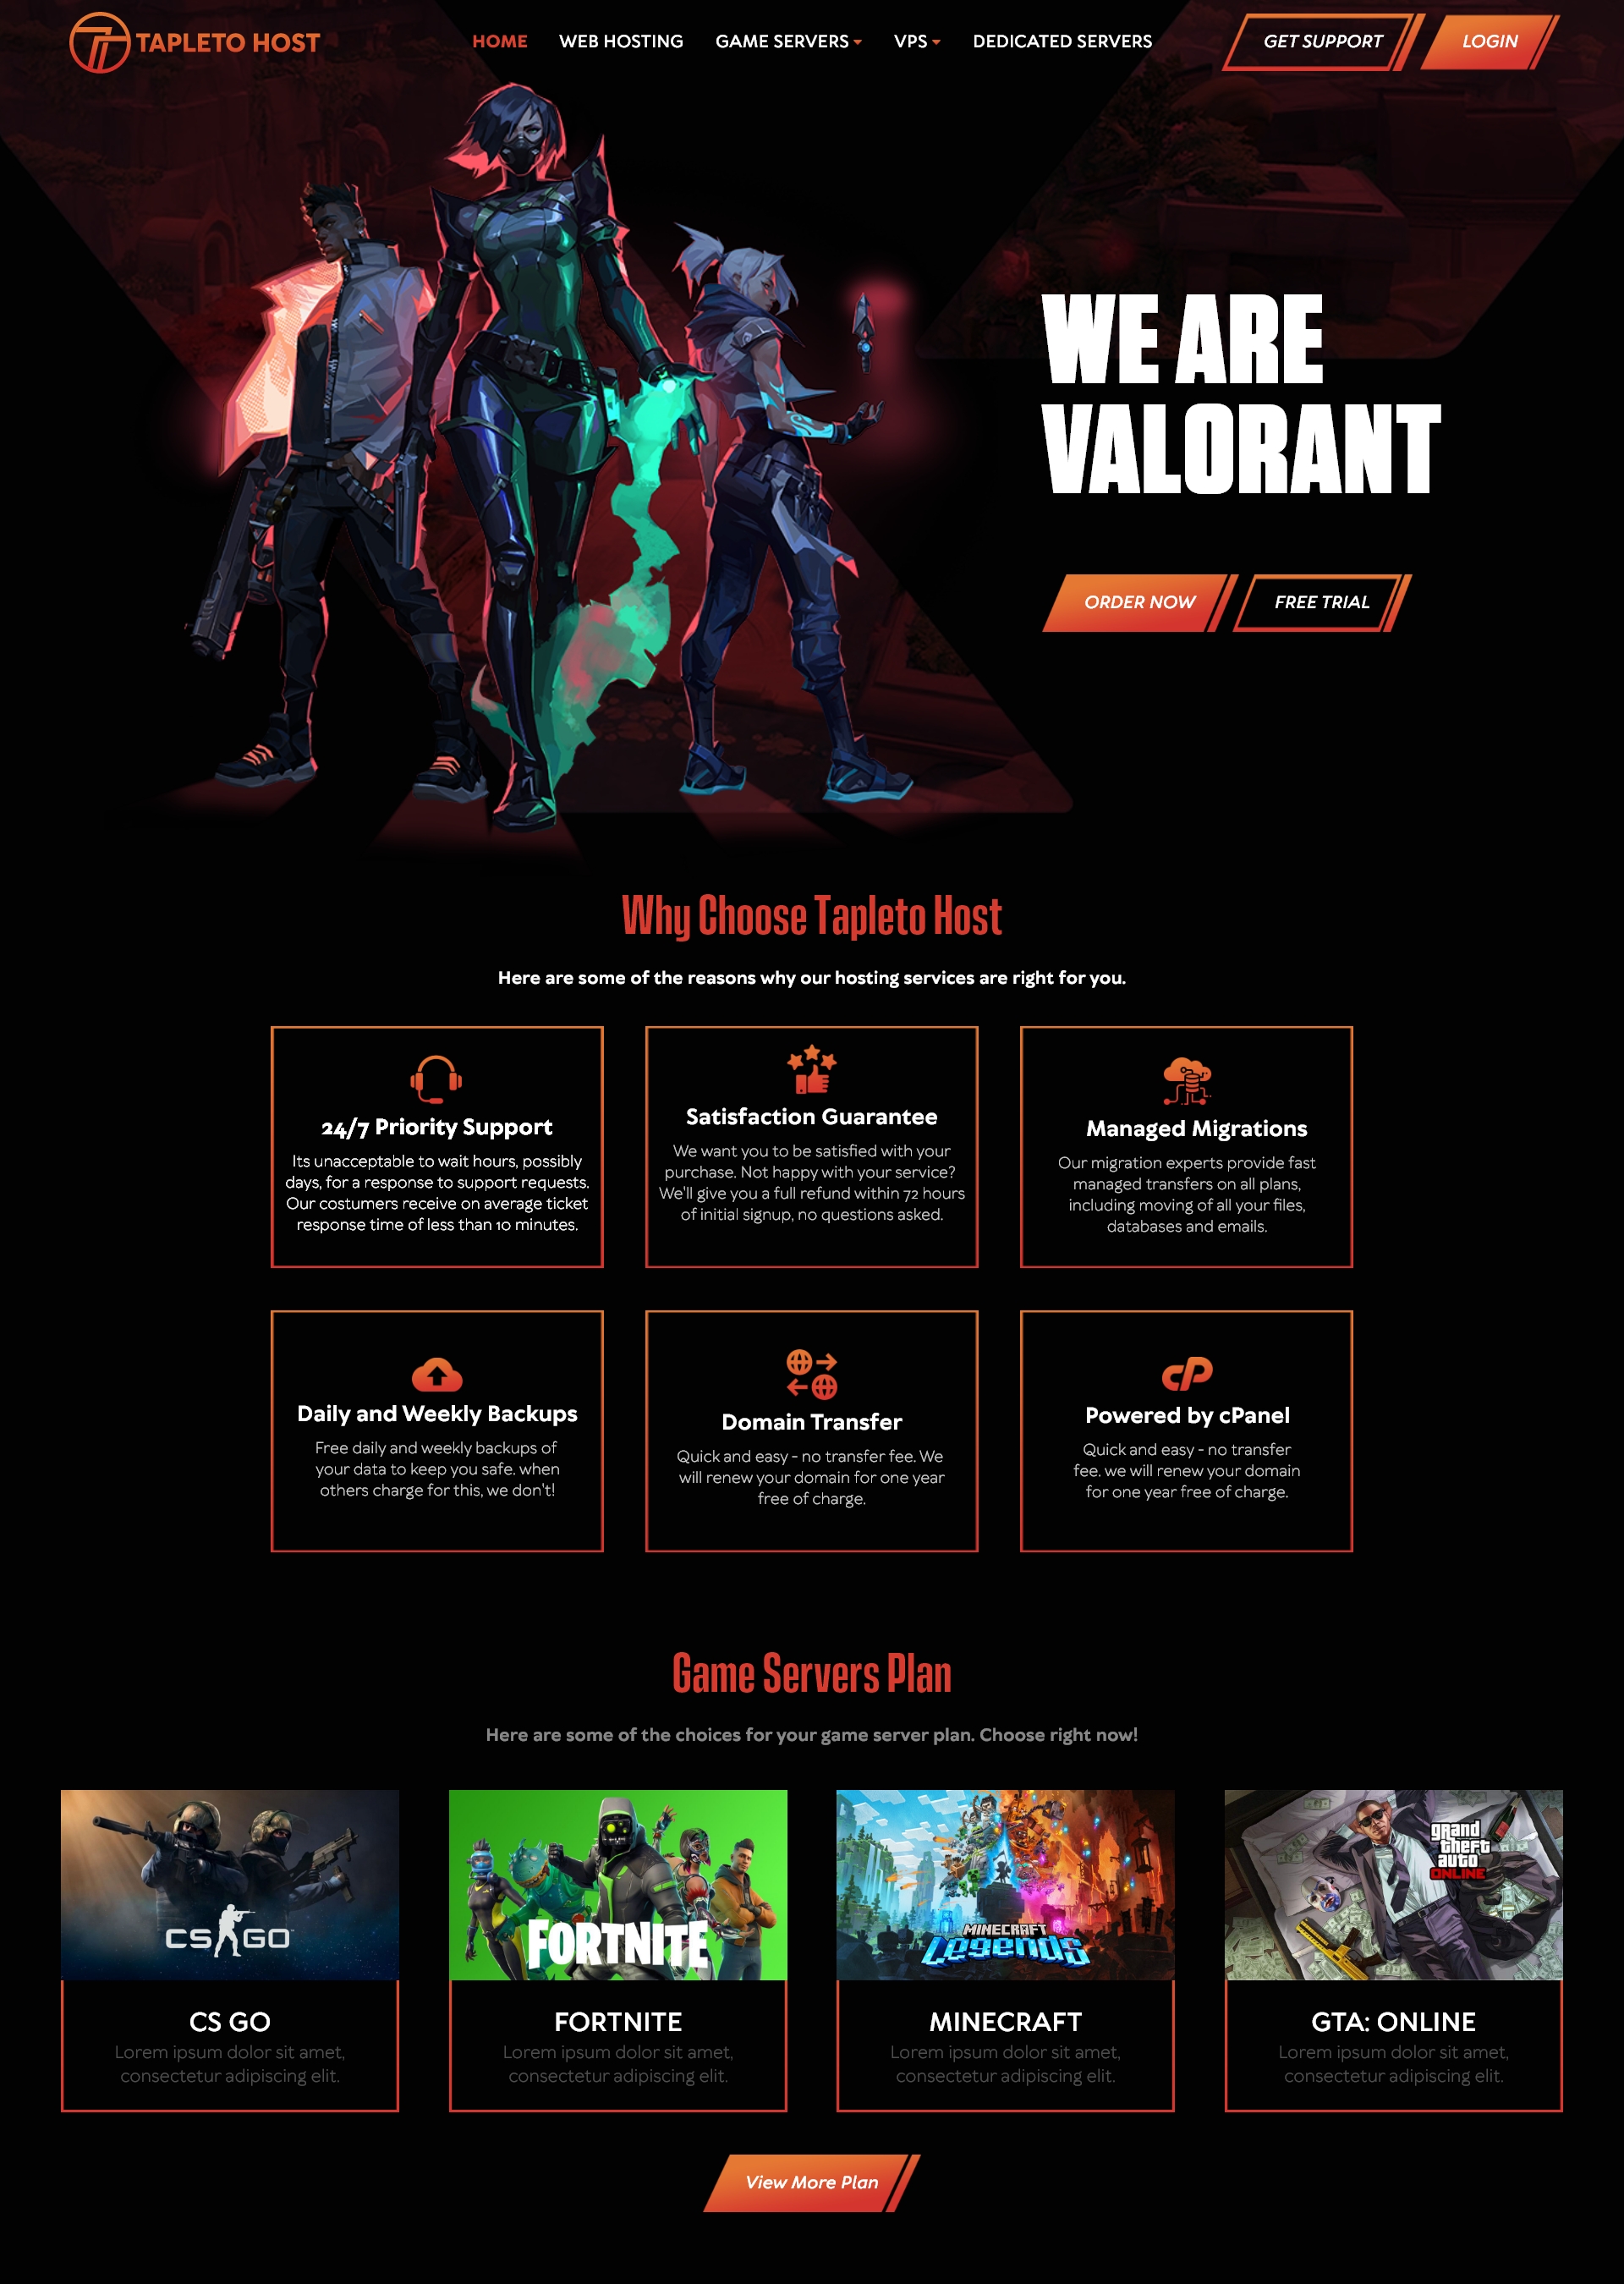 TAPLETO HOST
HOME
WEB HOSTING
GAME SERVERS
VPS
DEDICATED SERVERS
GET SUPPORT
LOGIN
WE ARE
VALORANT
ORDER NOW
FREE TRIAL
Why Choose Tapleto Host
Here are some of the reasons why our hosting services are right for you.
24/7 Priority Support
Its unacceptable to wait hours, possibly
days, for a response to support requests.
Our costumers receive on average ticket
response time of less than 10 minutes.
Satisfaction Guarantee
We want you to be satisfied with your
purchase. Not happy with your service?
We'll give you a full refund within 72 hours
of initial signup, no questions asked.
Managed Migrations
Our migration experts provide fast
managed transfers on all plans,
including moving of all your files,
databases and emails.
Daily and Weekly Backups
Free daily and weekly backups of
your data to keep you safe. when
others charge for this, we don't!
Domain Transfer
Quick and easy - no transfer fee. We
will renew your domain for one year
free of charge.
cP
Powered by cPanel
Quick and easy - no transfer
fee. we will renew your domain
for one year free of charge.
Game Servers Plan
Here are some of the choices for your game server plan. Choose right now!
CS GO
CS GO
Lorem ipsum dolor sit amet,
consectetur adipiscing elit.
FORTNITE
FORTNITE
Lorem ipsum dolor sit amet,
consectetur adipiscing elit.
MINECRAFT
Legends
MINECRAFT
Lorem ipsum dolor sit amet,
consectetur adipiscing elit.
grand
theft
auto
ONLINE
GTA: ONLINE
Lorem ipsum dolor sit amet,
consectetur adipiscing elit.
View More Plan